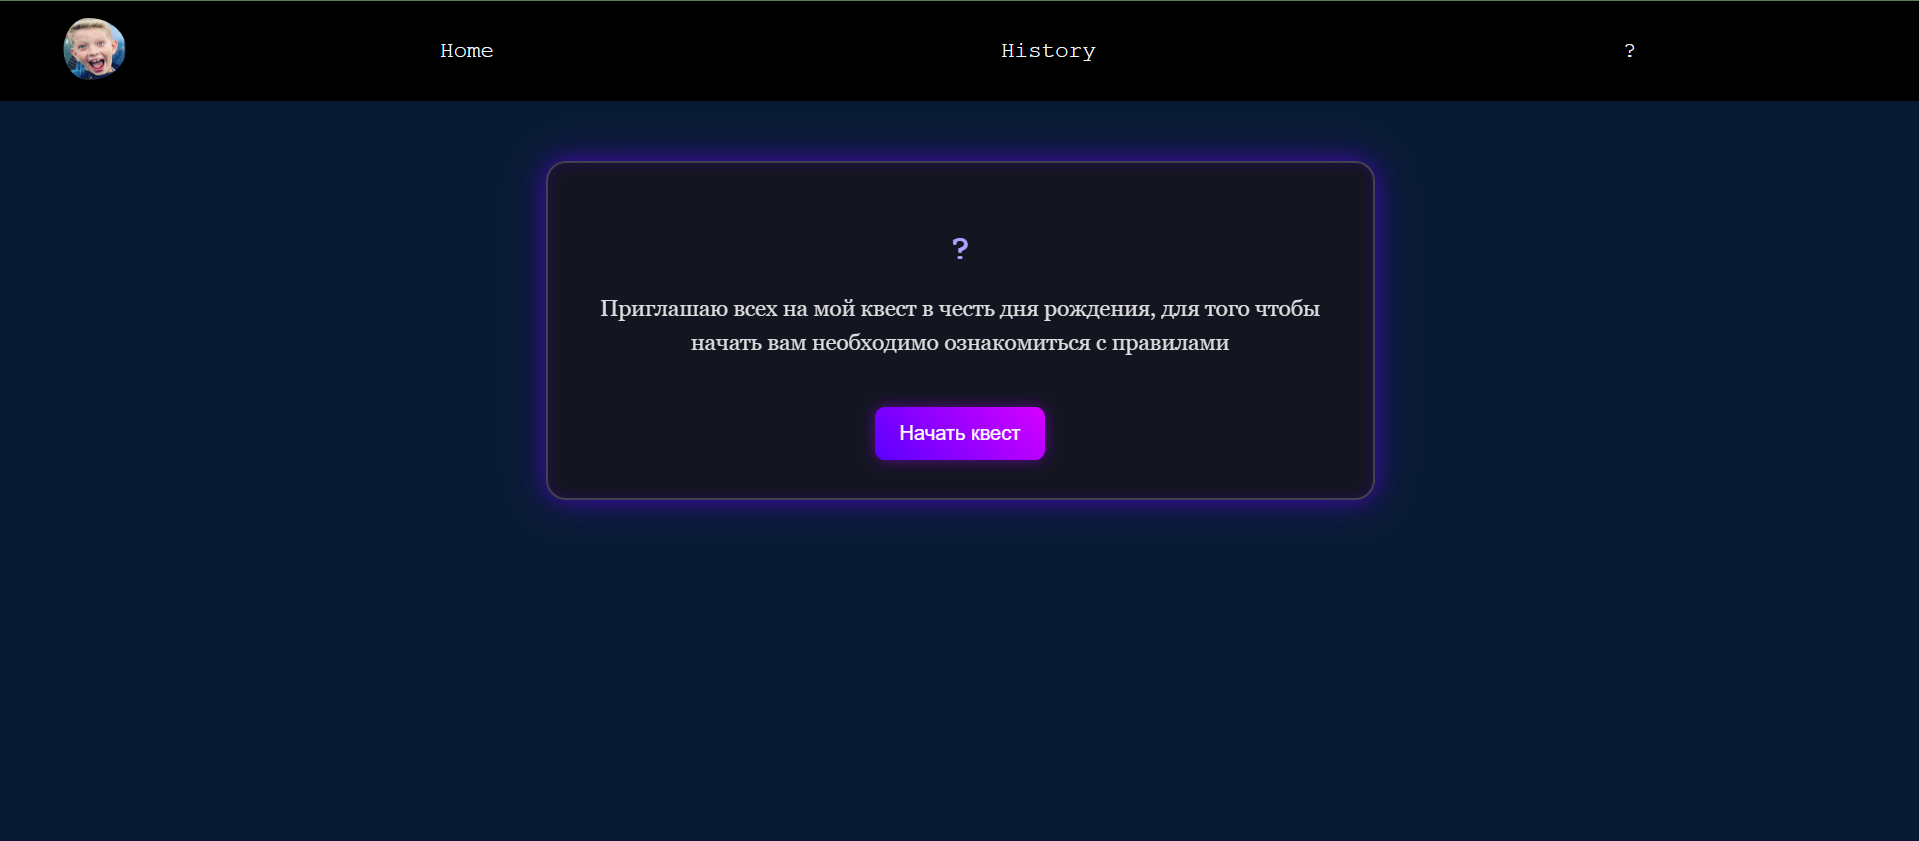 Home
History
?
?
Приглашаю всех на мой квест в честь дня рождения, для того чтобы
начать вам необходимо ознакомиться с правилами
Начать квест